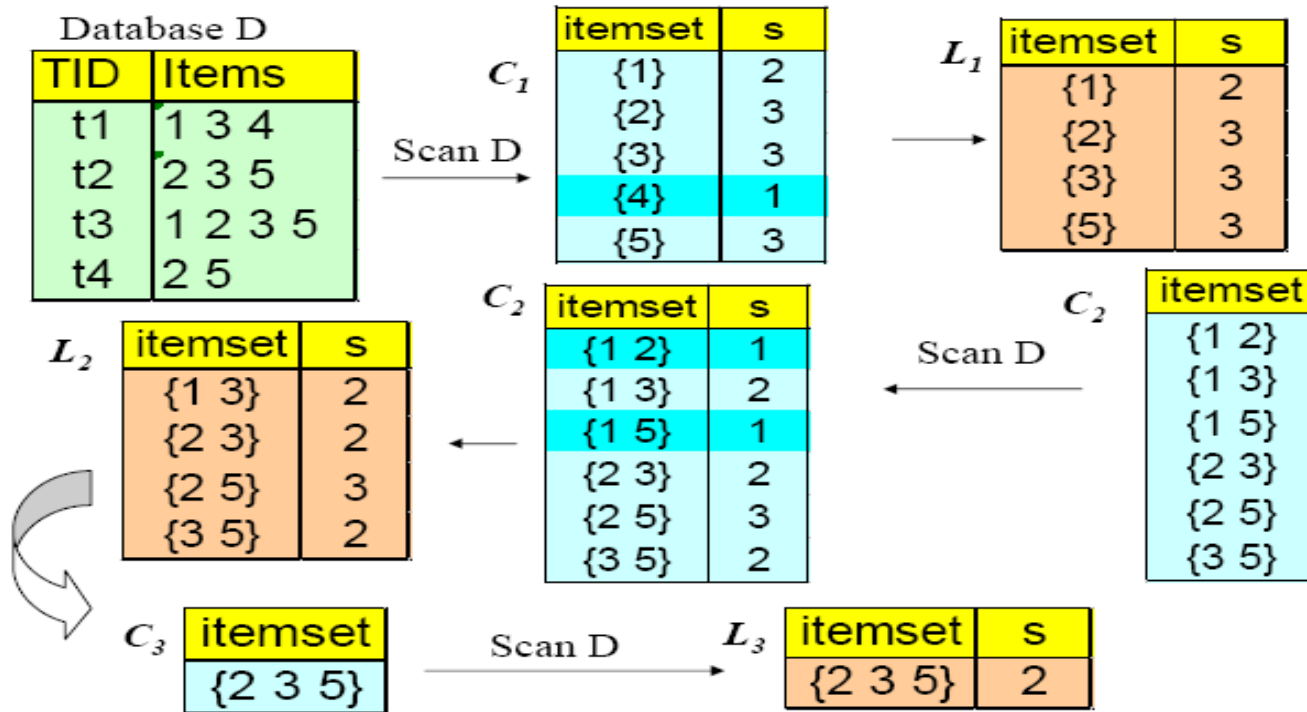 Database D
TID Items
t1 1 3 4
t2 2 3 5
t3 1 2 3 5
t4 2 5
Scan D
C1
itemset s
{1} 2
{2} 3
{3} 3
{4} 1
{5} 3
L1
itemset s
{1} 2
{2} 3
{3} 3
{5} 3
C2
itemset
{1 2}
{1 3}
{1 5}
{2 3}
{2 5}
{3 5}
Scan D
C2
itemset s
{1 2} 1
{1 3} 2
{1 5} 1
{2 3} 2
{2 5} 3
{3 5} 2
L2
itemset s
{1 3} 2
{2 3} 2
{2 5} 3
{3 5} 2
C3
itemset
{2 3 5}
Scan D
L3
itemset s
{2 3 5} 2